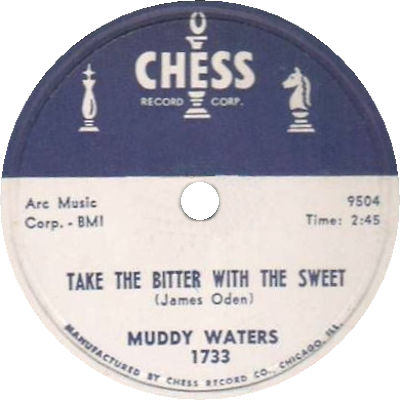 CHESS
RECORD CORP.
Arc Music
Corp. - BMI
9504
Time: 2:45
TAKE THE BITTER WITH THE SWEET
(James Oden)
MUDDY WATERS
1733
MANUFACTURED BY CHESS RECORD CO., CHICAGO, ILL.